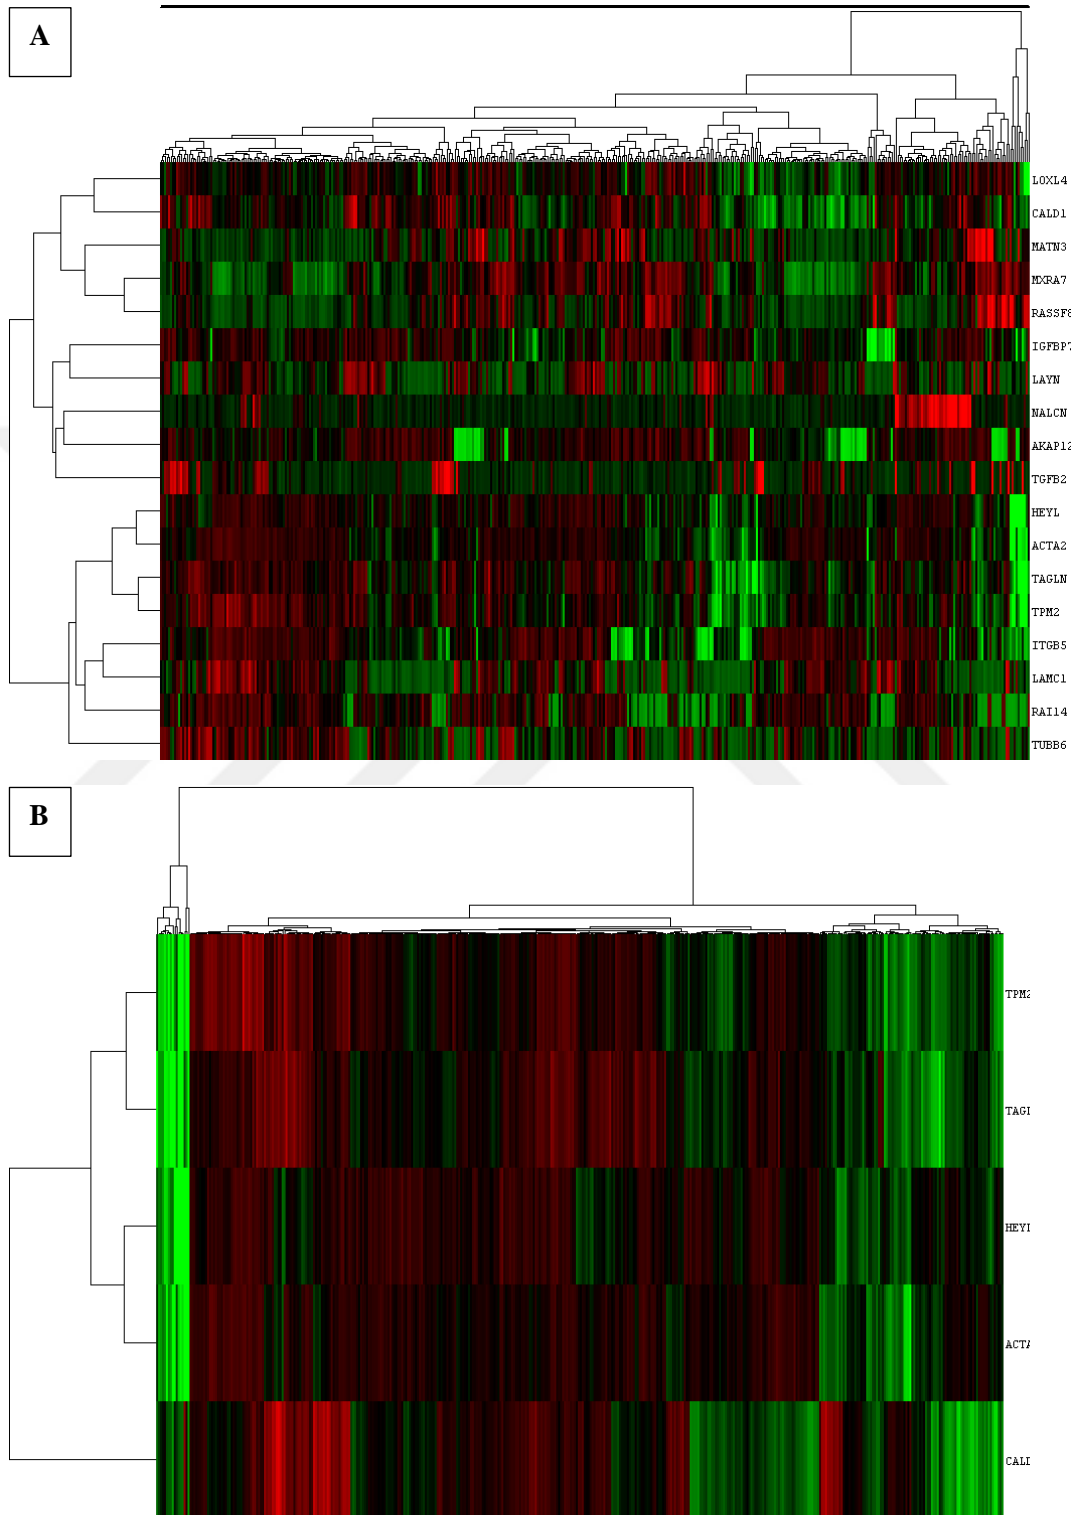 A
LOXL4
CALD1
MATN3
MXRA7
RASSF8
IGFBP7
LAYN
NALCN
AKAP12
TGFB2
HEYL
ACTA2
TAGLN
TPM2
ITGB5
LAMC1
RAI14
TUBB6
B
TPM2
TAGI
HEYI
ACTA
CALI